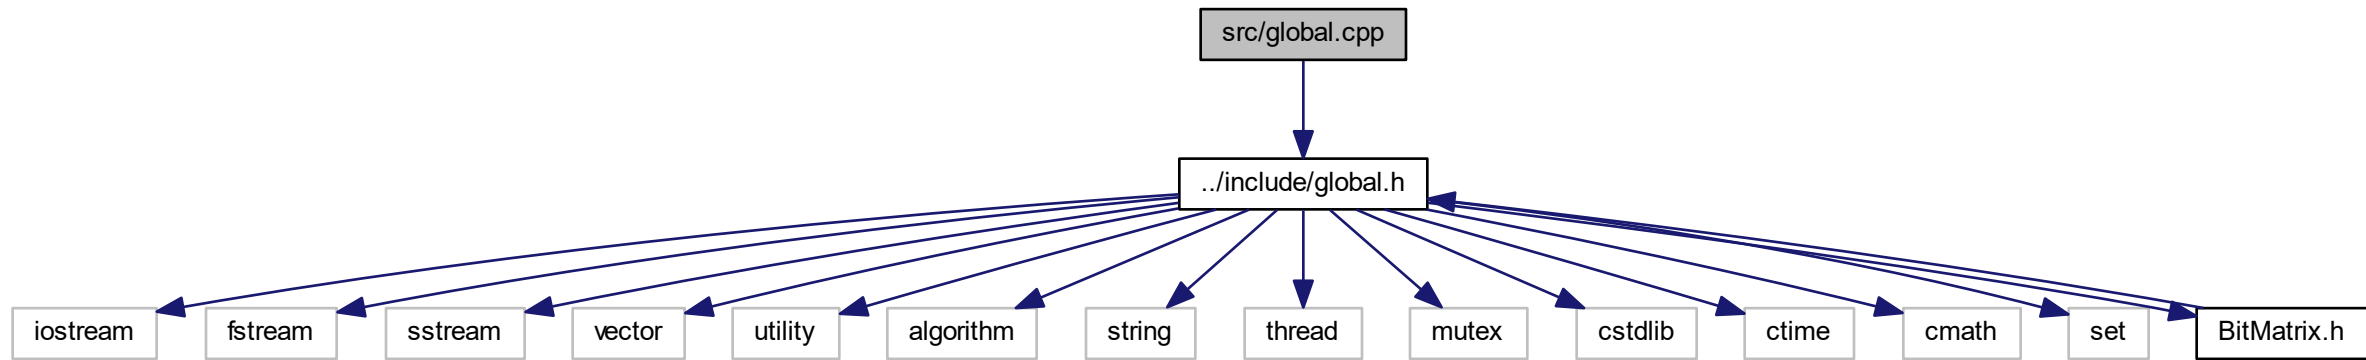 src/global.cpp
../include/global.h
iostream
fstream
sstream
vector
utility
algorithm
string
thread
mutex
cstdlib
ctime
cmath
set
BitMatrix.h